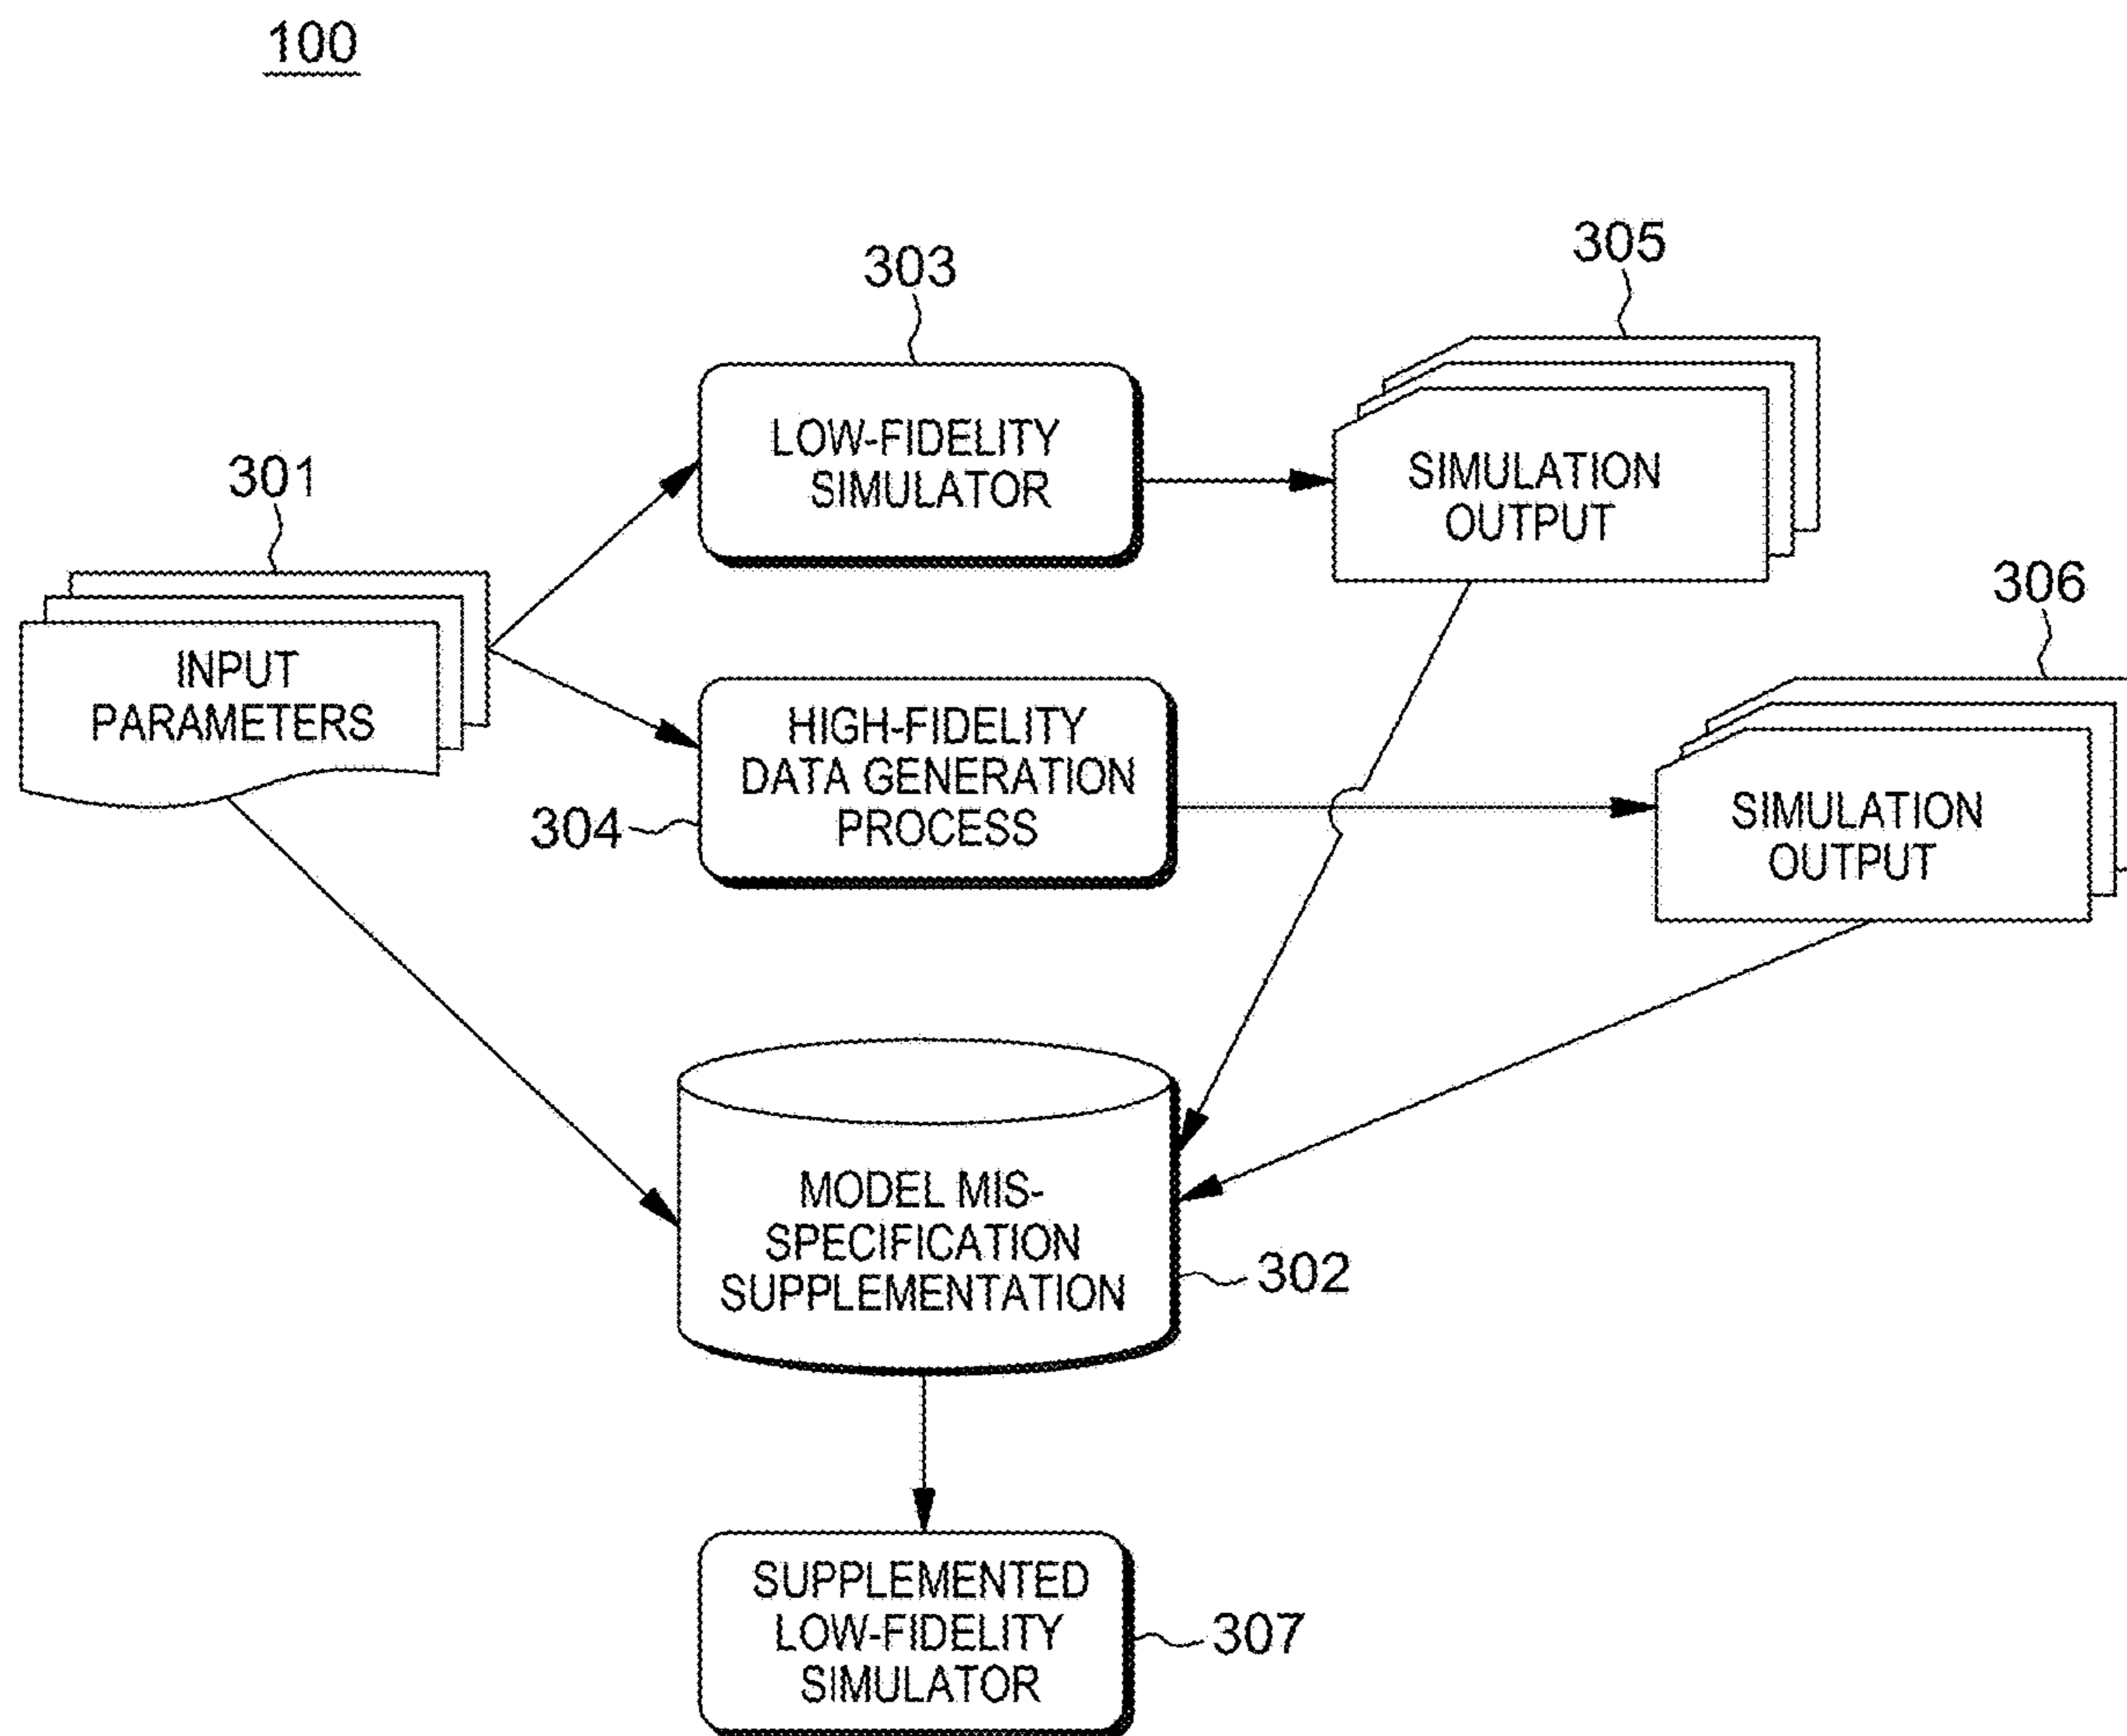 100
303
305
LOW-FIDELITY
SIMULATOR
SIMULATION
OUTPUT
301
INPUT
PARAMETERS
306
HIGH-FIDELITY
DATA GENERATION
PROCESS
304
SIMULATION
OUTPUT
MODEL MIS-
SPECIFICATION
SUPPLEMENTATION
302
SUPPLEMENTED
LOW-FIDELITY
SIMULATOR
307